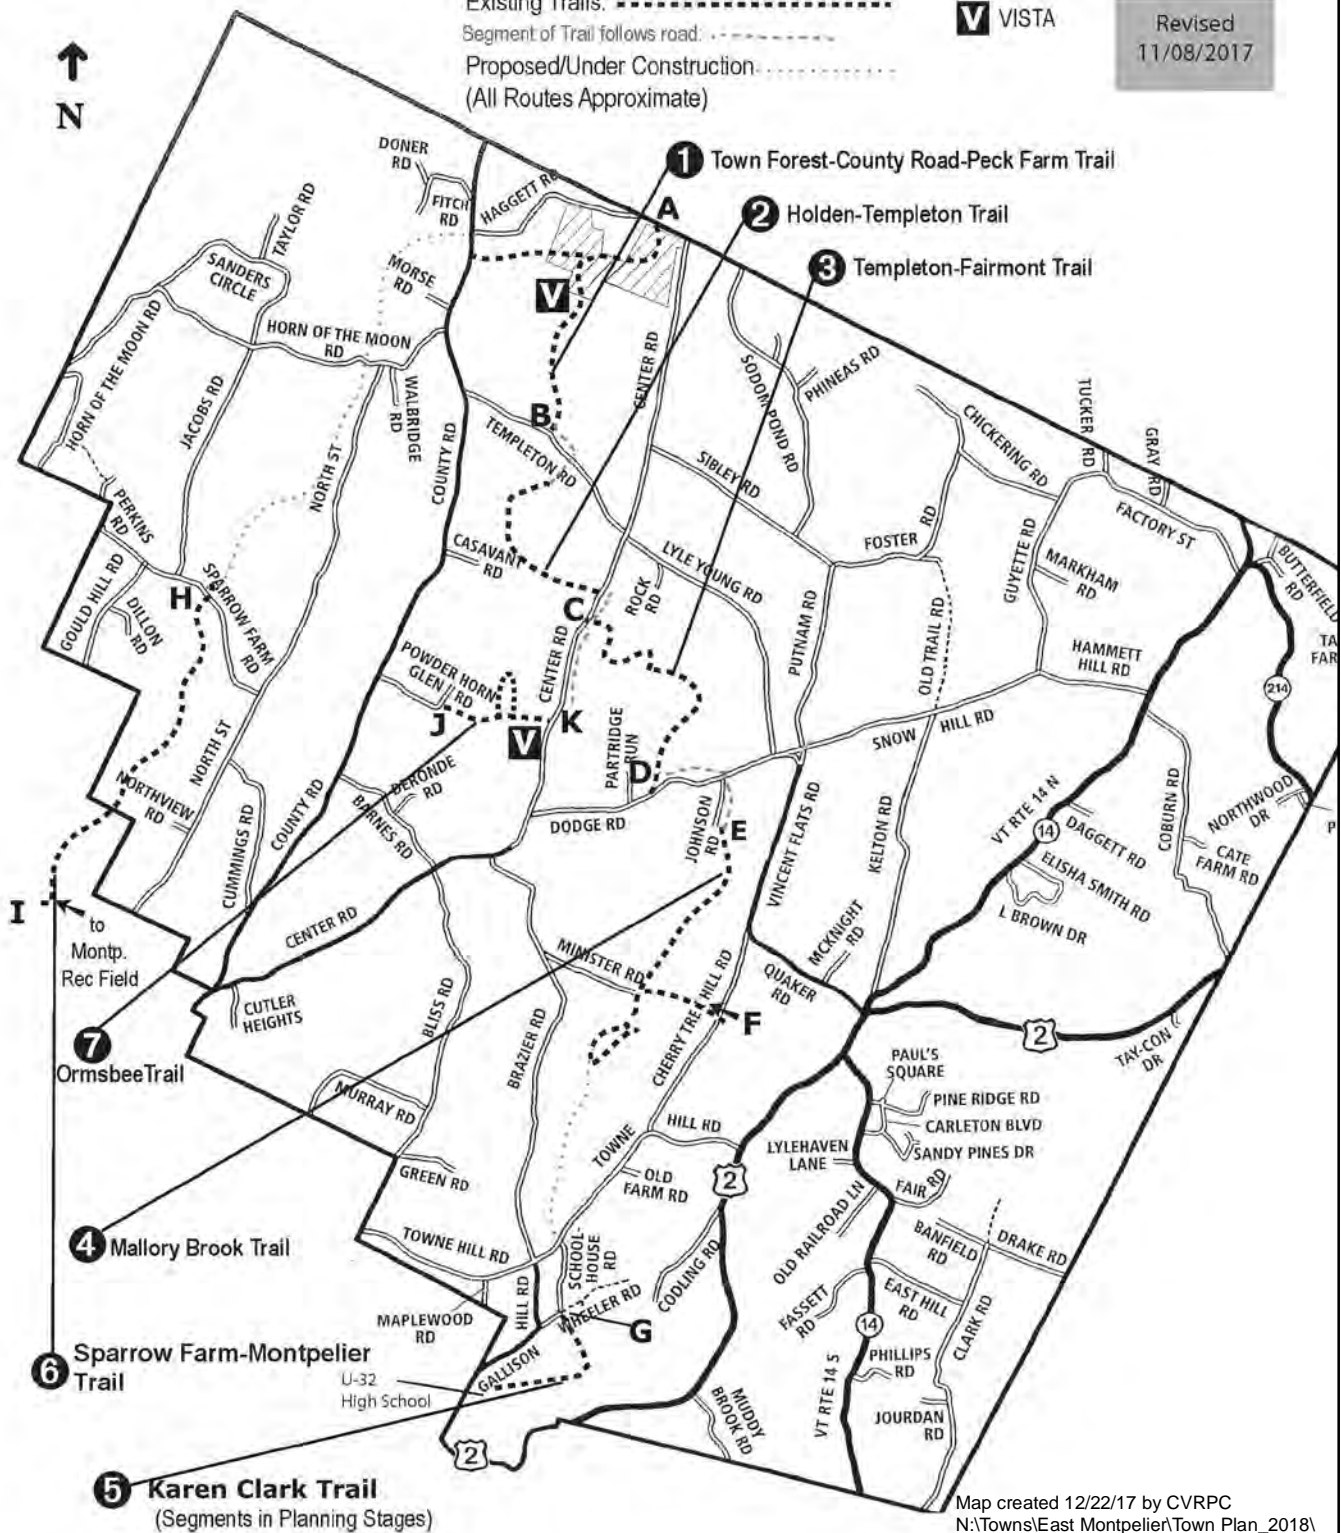 Existing Trails:
Segment of Trail follows road:
Proposed/Under Construction
(All Routes Approximate)
V VISTA
Revised
11/08/2017
N
1 Town Forest-County Road-Peck Farm Trail
2 Holden-Templeton Trail
3 Templeton-Fairmont Trail
DONER
RD
FITCH
RD
HAGGETT RD
A
TAYLOR RD
SANDERS
CIRCLE
MORSE
RD
V
HORN OF THE MOON RD
HORN OF THE MOON
RD
CENTER RD
SODOM POND RD
PHINEAS RD
JACOBS RD
WALBRIDGE
RD
B
TEMPLETON RD
COUNTY RD
NORTH ST
SIBLEY RD
CHICKERING RD
TUCKER RD
GRAY RD
FACTORY ST
PERKINS
RD
CASAVANT
RD
LYLE YOUNG RD
FOSTER
RD
GUYETTE RD
MARKHAM
RD
BUTTERFIELD
RD
GOULD HILL RD
DILLON
RD
H
SPARROW FARM
RD
C
ROCK
RD
PUTNAM RD
OLD TRAIL RD
HAMMETT
HILL RD
TA
FAR
214
POWDER HORN
GLEN RD
CENTER RD
J
K
V
PARTRIDGE
RUN
D
SNOW HILL RD
NORTH ST
NORTHVIEW
RD
CUMMINGS RD
COUNTY RD
DERONDE
RD
BARNES RD
DODGE RD
JOHNSON
RD
E
VINCENT FLATS RD
KELTON RD
VT RTE 14 N
14
DAGGETT RD
COBURN RD
NORTHWOOD
DR
P
CATE
FARM RD
ELISHA SMITH RD
L BROWN DR
I
to
Montp.
Rec Field
CENTER RD
MINISTER RD
MCKNIGHT
RD
QUAKER
RD
CUTLER
HEIGHTS
BLISS RD
BRAZIER RD
CHERRY TREE HILL RD
F
2
TAY-CON
DR
7
Ormsbee Trail
MURRAY RD
PAUL'S
SQUARE
PINE RIDGE RD
CARLETON BLVD
SANDY PINES DR
LYLEHAVEN
LANE
GREEN RD
TOWNE
HILL RD
OLD
FARM RD
2
FAIR RD
OLD RAILROAD LN
BANFIELD
RD
DRAKE RD
4 Mallory Brook Trail
TOWNE HILL RD
SCHOOL-
HOUSE
RD
COOLING RD
FASSETT
RD
EAST HILL
RD
CLARK RD
MAPLEWOOD
RD
HILL RD
WHEELER RD
G
14
6 Sparrow Farm-Montpelier
Trail
U-32
High School
GALLISON
PHILLIPS
RD
VT RTE 14 S
JOURDAN
RD
MUDDY
BROOK RD
2
5 Karen Clark Trail
(Segments in Planning Stages)
Map created 12/22/17 by CVRPC
N:\Towns\East Montpelier\Town Plan_2018\